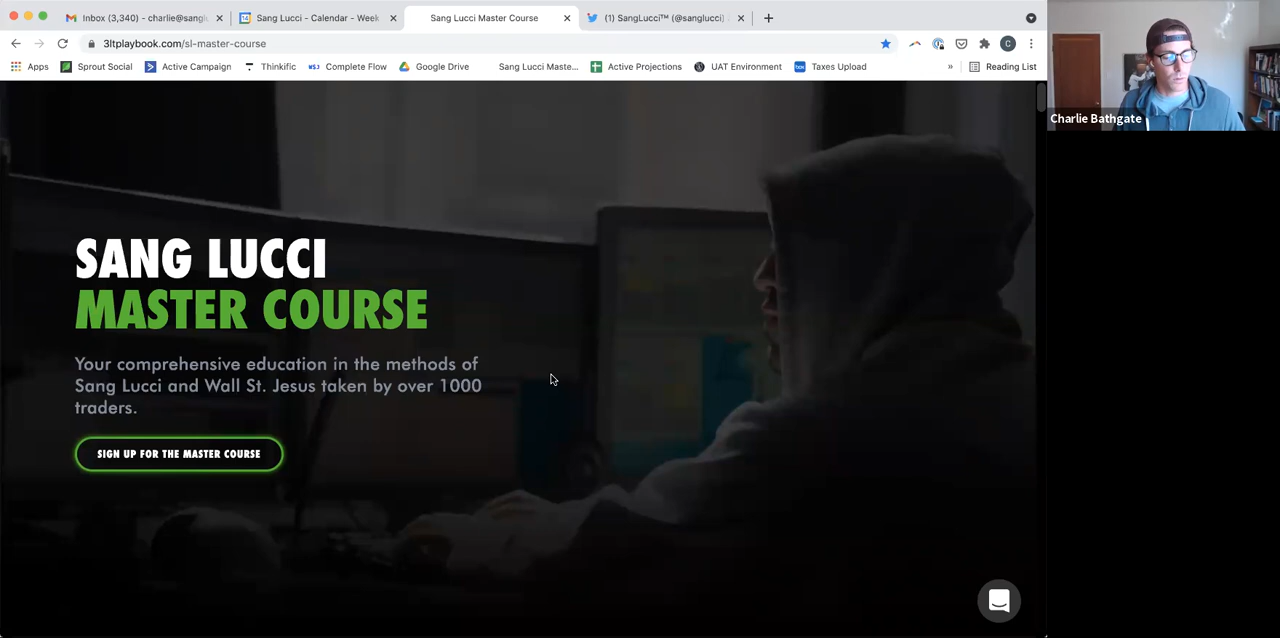 Inbox (3,340) - charlie@sangl
Sang Lucci - Calendar - Week
Sang Lucci Master Course
(1) SangLucci™ (@sanglucci)
3ltplaybook.com/sl-master-course
C
Apps
Sprout Social
Active Campaign
Thinkific
WSJ
Complete Flow
Google Drive
Sang Lucci Maste...
Active Projections
UAT Environment
box
Taxes Upload
»
Reading List
Charlie Bathgate
SANG LUCCI
MASTER COURSE
Your comprehensive education in the methods of
Sang Lucci and Wall St. Jesus taken by over 1000
traders.
SIGN UP FOR THE MASTER COURSE